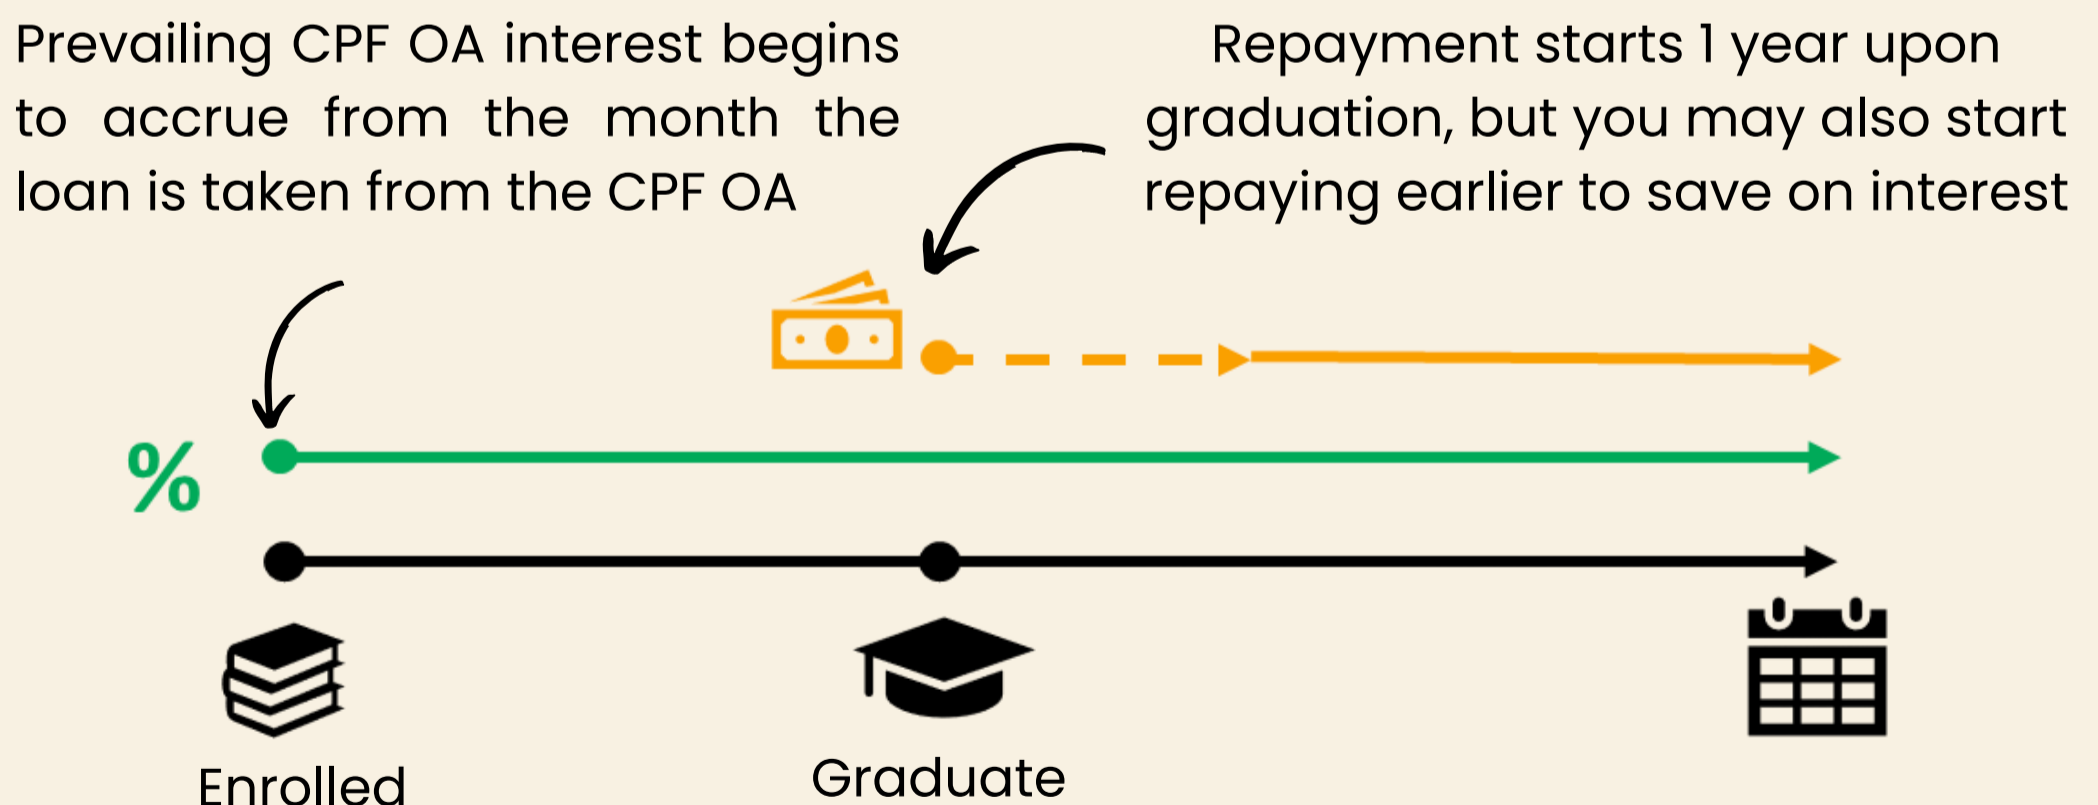 Prevailing CPF OA interest begins
to accrue from the month the
loan is taken from the CPF OA
Repayment starts 1 year upon
graduation, but you may also start
repaying earlier to save on interest
%
Enrolled
Graduate